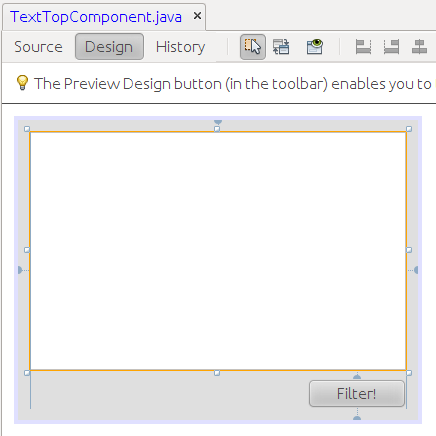 TextTopComponent.java ×
Source Design History
The Preview Design button (in the toolbar) enables you to
Filter!